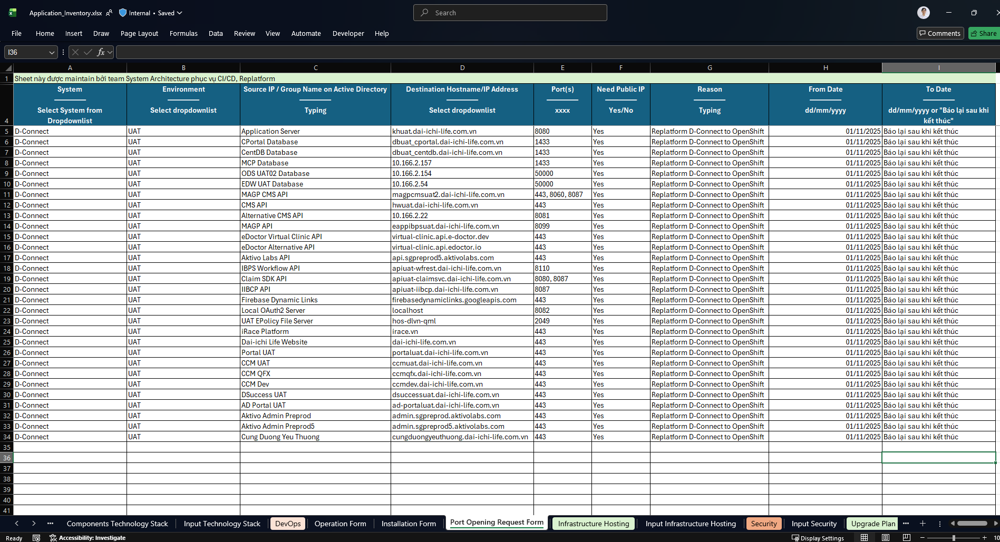 Application_Inventory.xlsx Internal • Saved
Search
File Home Insert Draw Page Layout Formulas Data Review View Automate Developer Help Comments Share
I36 fx
A B C D E F G H I
1 Sheet này được maintain bởi team System Architecture phục vụ CI/CD, Replatform
System Environment Source IP / Group Name on Active Directory Destination Hostname/IP Address Port(s) Need Public IP Reason From Date To Date
Select System from Dropdownlist Select dropdownlist Typing Select dropdownlist xxxx Yes/No Typing dd/mm/yyyy dd/mm/yyyy or "Báo lại sau khi kết thúc"
4
5 D-Connect UAT Application Server khuat.dai-ichi-life.com.vn 8080 Yes Replatform D-Connect to OpenShift 01/11/2025 Báo lại sau khi kết thúc
6 D-Connect UAT CPortal Database dbuat_cportal.dai-ichi-life.com.vn 1433 Yes Replatform D-Connect to OpenShift 01/11/2025 Báo lại sau khi kết thúc
7 D-Connect UAT CentDB Database dbuat_centdb.dai-ichi-life.com.vn 1433 Yes Replatform D-Connect to OpenShift 01/11/2025 Báo lại sau khi kết thúc
8 D-Connect UAT MCP Database 10.166.2.157 1433 Yes Replatform D-Connect to OpenShift 01/11/2025 Báo lại sau khi kết thúc
9 D-Connect UAT ODS UAT02 Database 10.166.2.154 50000 Yes Replatform D-Connect to OpenShift 01/11/2025 Báo lại sau khi kết thúc
10 D-Connect UAT EDW UAT Database 10.166.2.54 50000 Yes Replatform D-Connect to OpenShift 01/11/2025 Báo lại sau khi kết thúc
11 D-Connect UAT MAGP CMS API magpcmsuat2.dai-ichi-life.com.vn 443, 8060, 8087 Yes Replatform D-Connect to OpenShift 01/11/2025 Báo lại sau khi kết thúc
12 D-Connect UAT CMS API hwuat.dai-ichi-life.com.vn 443 Yes Replatform D-Connect to OpenShift 01/11/2025 Báo lại sau khi kết thúc
13 D-Connect UAT Alternative CMS API 10.166.2.22 8081 Yes Replatform D-Connect to OpenShift 01/11/2025 Báo lại sau khi kết thúc
14 D-Connect UAT MAGP API eappibpsuat.dai-ichi-life.com.vn 8099 Yes Replatform D-Connect to OpenShift 01/11/2025 Báo lại sau khi kết thúc
15 D-Connect UAT eDoctor Virtual Clinic API virtual-clinic.api.e-doctor.dev 443 Yes Replatform D-Connect to OpenShift 01/11/2025 Báo lại sau khi kết thúc
16 D-Connect UAT eDoctor Alternative API virtual-clinic.api.edoctor.io 443 Yes Replatform D-Connect to OpenShift 01/11/2025 Báo lại sau khi kết thúc
17 D-Connect UAT Aktivo Labs API api.sgpreprod5.aktivolabs.com 443 Yes Replatform D-Connect to OpenShift 01/11/2025 Báo lại sau khi kết thúc
18 D-Connect UAT IBPS Workflow API apiuat-wfrest.dai-ichi-life.com.vn 8110 Yes Replatform D-Connect to OpenShift 01/11/2025 Báo lại sau khi kết thúc
19 D-Connect UAT Claim SDK API apiuat-claimsvc.dai-ichi-life.com.vn 8080, 8087 Yes Replatform D-Connect to OpenShift 01/11/2025 Báo lại sau khi kết thúc
20 D-Connect UAT IIBCP API apiuat-iibcp.dai-ichi-life.com.vn 8087 Yes Replatform D-Connect to OpenShift 01/11/2025 Báo lại sau khi kết thúc
21 D-Connect UAT Firebase Dynamic Links firebasedynamiclinks.googleapis.com 443 Yes Replatform D-Connect to OpenShift 01/11/2025 Báo lại sau khi kết thúc
22 D-Connect UAT Local OAuth2 Server localhost 8082 Yes Replatform D-Connect to OpenShift 01/11/2025 Báo lại sau khi kết thúc
23 D-Connect UAT UAT EPolicy File Server hos-dlvn-qml 2049 Yes Replatform D-Connect to OpenShift 01/11/2025 Báo lại sau khi kết thúc
24 D-Connect UAT iRace Platform irace.vn 443 Yes Replatform D-Connect to OpenShift 01/11/2025 Báo lại sau khi kết thúc
25 D-Connect UAT Dai-ichi Life Website dai-ichi-life.com.vn 443 Yes Replatform D-Connect to OpenShift 01/11/2025 Báo lại sau khi kết thúc
26 D-Connect UAT Portal UAT portaluat.dai-ichi-life.com.vn 443 Yes Replatform D-Connect to OpenShift 01/11/2025 Báo lại sau khi kết thúc
27 D-Connect UAT CCM UAT ccmuat.dai-ichi-life.com.vn 443 Yes Replatform D-Connect to OpenShift 01/11/2025 Báo lại sau khi kết thúc
28 D-Connect UAT CCM QFX ccmqfx.dai-ichi-life.com.vn 443 Yes Replatform D-Connect to OpenShift 01/11/2025 Báo lại sau khi kết thúc
29 D-Connect UAT CCM Dev ccmdev.dai-ichi-life.com.vn 443 Yes Replatform D-Connect to OpenShift 01/11/2025 Báo lại sau khi kết thúc
30 D-Connect UAT DSuccess UAT dsuccessuat.dai-ichi-life.com.vn 443 Yes Replatform D-Connect to OpenShift 01/11/2025 Báo lại sau khi kết thúc
31 D-Connect UAT AD Portal UAT ad-portaluat.dai-ichi-life.com.vn 443 Yes Replatform D-Connect to OpenShift 01/11/2025 Báo lại sau khi kết thúc
32 D-Connect UAT Aktivo Admin Preprod admin.sgpreprod.aktivolabs.com 443 Yes Replatform D-Connect to OpenShift 01/11/2025 Báo lại sau khi kết thúc
33 D-Connect UAT Aktivo Admin Preprod5 admin.sgpreprod5.aktivolabs.com 443 Yes Replatform D-Connect to OpenShift 01/11/2025 Báo lại sau khi kết thúc
34 D-Connect UAT Cung Duong Yeu Thuong cungduongyeuthuong.dai-ichi-life.com.vn 443 Yes Replatform D-Connect to OpenShift 01/11/2025 Báo lại sau khi kết thúc
35
36
37
38
39
40
41
Components Technology Stack Input Technology Stack DevOps Operation Form Installation Form Port Opening Request Form Infrastructure Hosting Input Infrastructure Hosting Security Input Security Upgrade Plan
Ready Accessibility: Investigate Display Settings 10